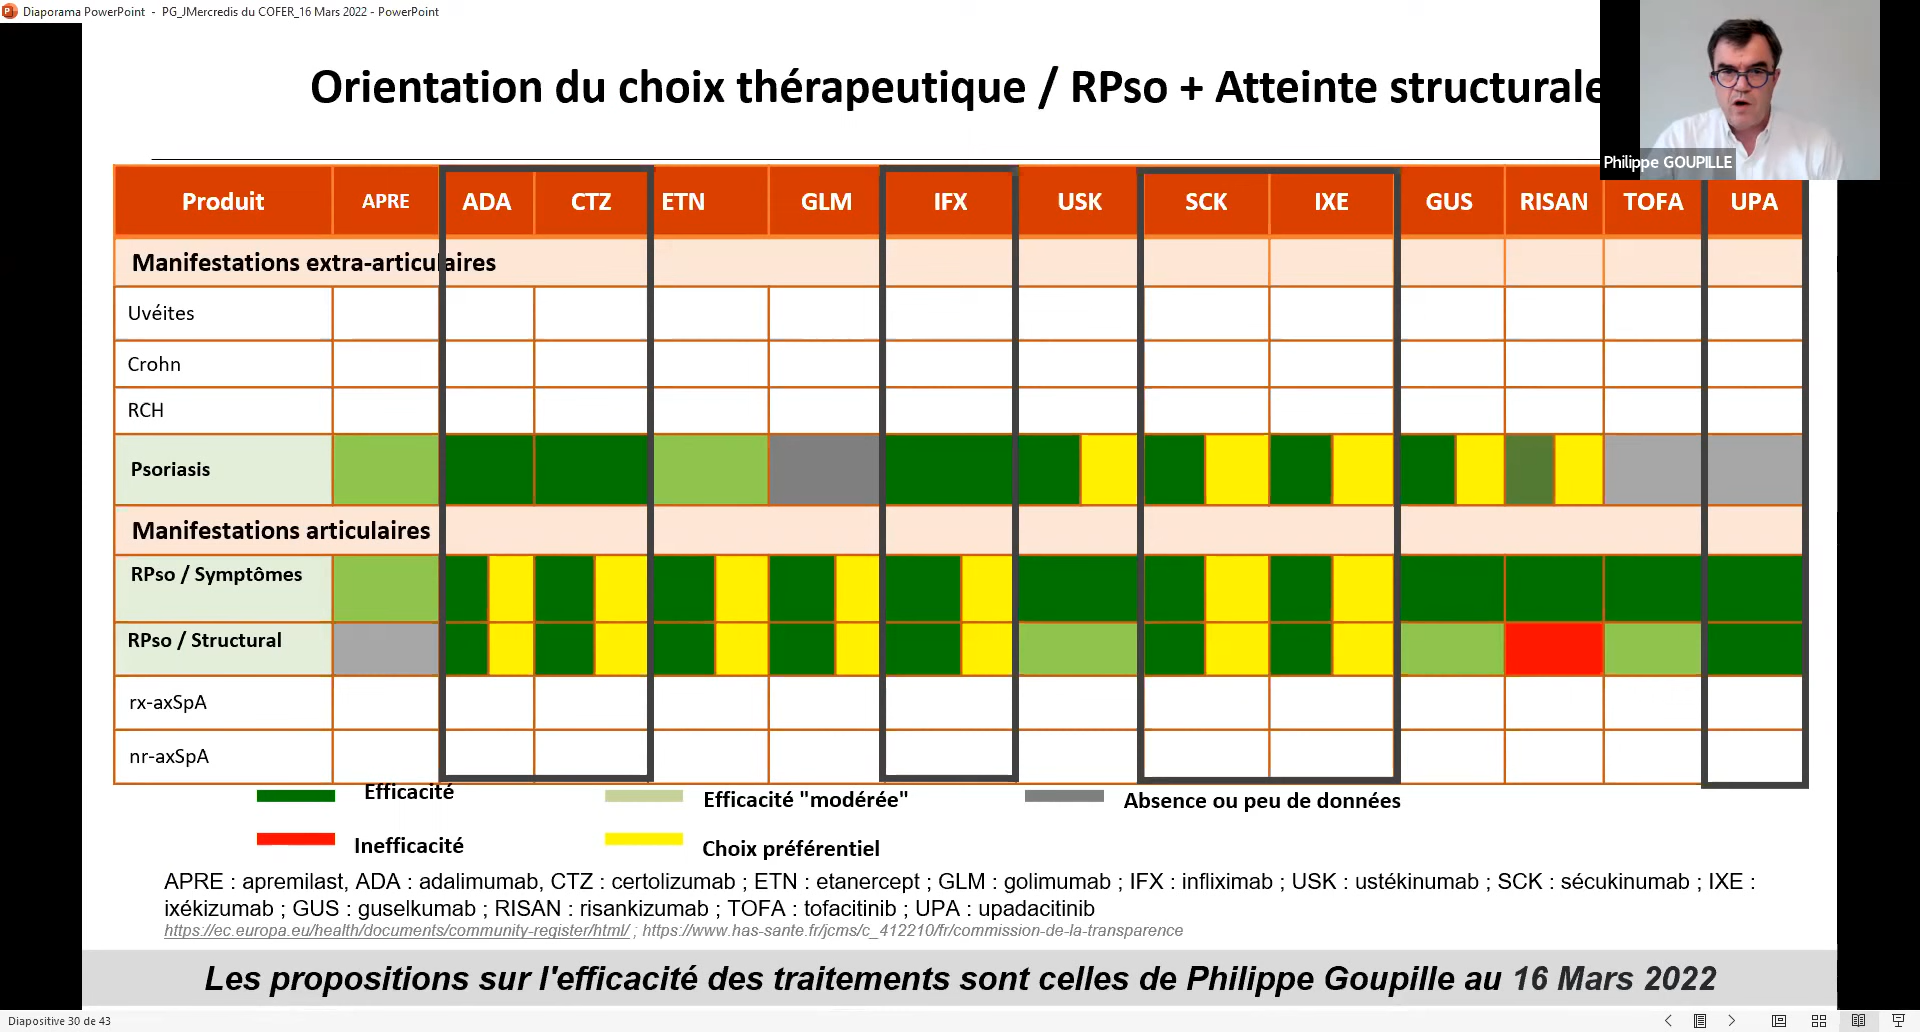 Diaporama PowerPoint - PG_JMercredis du COFER_16 Mars 2022 - PowerPoint
Orientation du choix thérapeutique / RPso + Atteinte structurale
Philippe GOUPILLE
Produit APRE ADA CTZ ETN GLM IFX USK SCK IXE GUS RISAN TOFA UPA
Manifestations extra-articulaires
Uvéites
Crohn
RCH
Psoriasis
Manifestations articulaires
RPso / Symptômes
RPso / Structural
rx-axSpA
nr-axSpA
Efficacité Efficacité "modérée" Absence ou peu de données
Inefficacité Choix préférentiel
APRE : apremilast, ADA : adalimumab, CTZ : certolizumab ; ETN : etanercept ; GLM : golimumab ; IFX : infliximab ; USK : ustékinumab ; SCK : sécukinumab ; IXE :
ixékizumab ; GUS : guselkumab ; RISAN : risankizumab ; TOFA : tofacitinib ; UPA : upadacitinib
https://ec.europa.eu/health/documents/community-register/html/ ; https://www.has-sante.fr/jcms/c_412210/fr/commission-de-la-transparence
Les propositions sur l'efficacité des traitements sont celles de Philippe Goupille au 16 Mars 2022
Diapositive 30 de 43